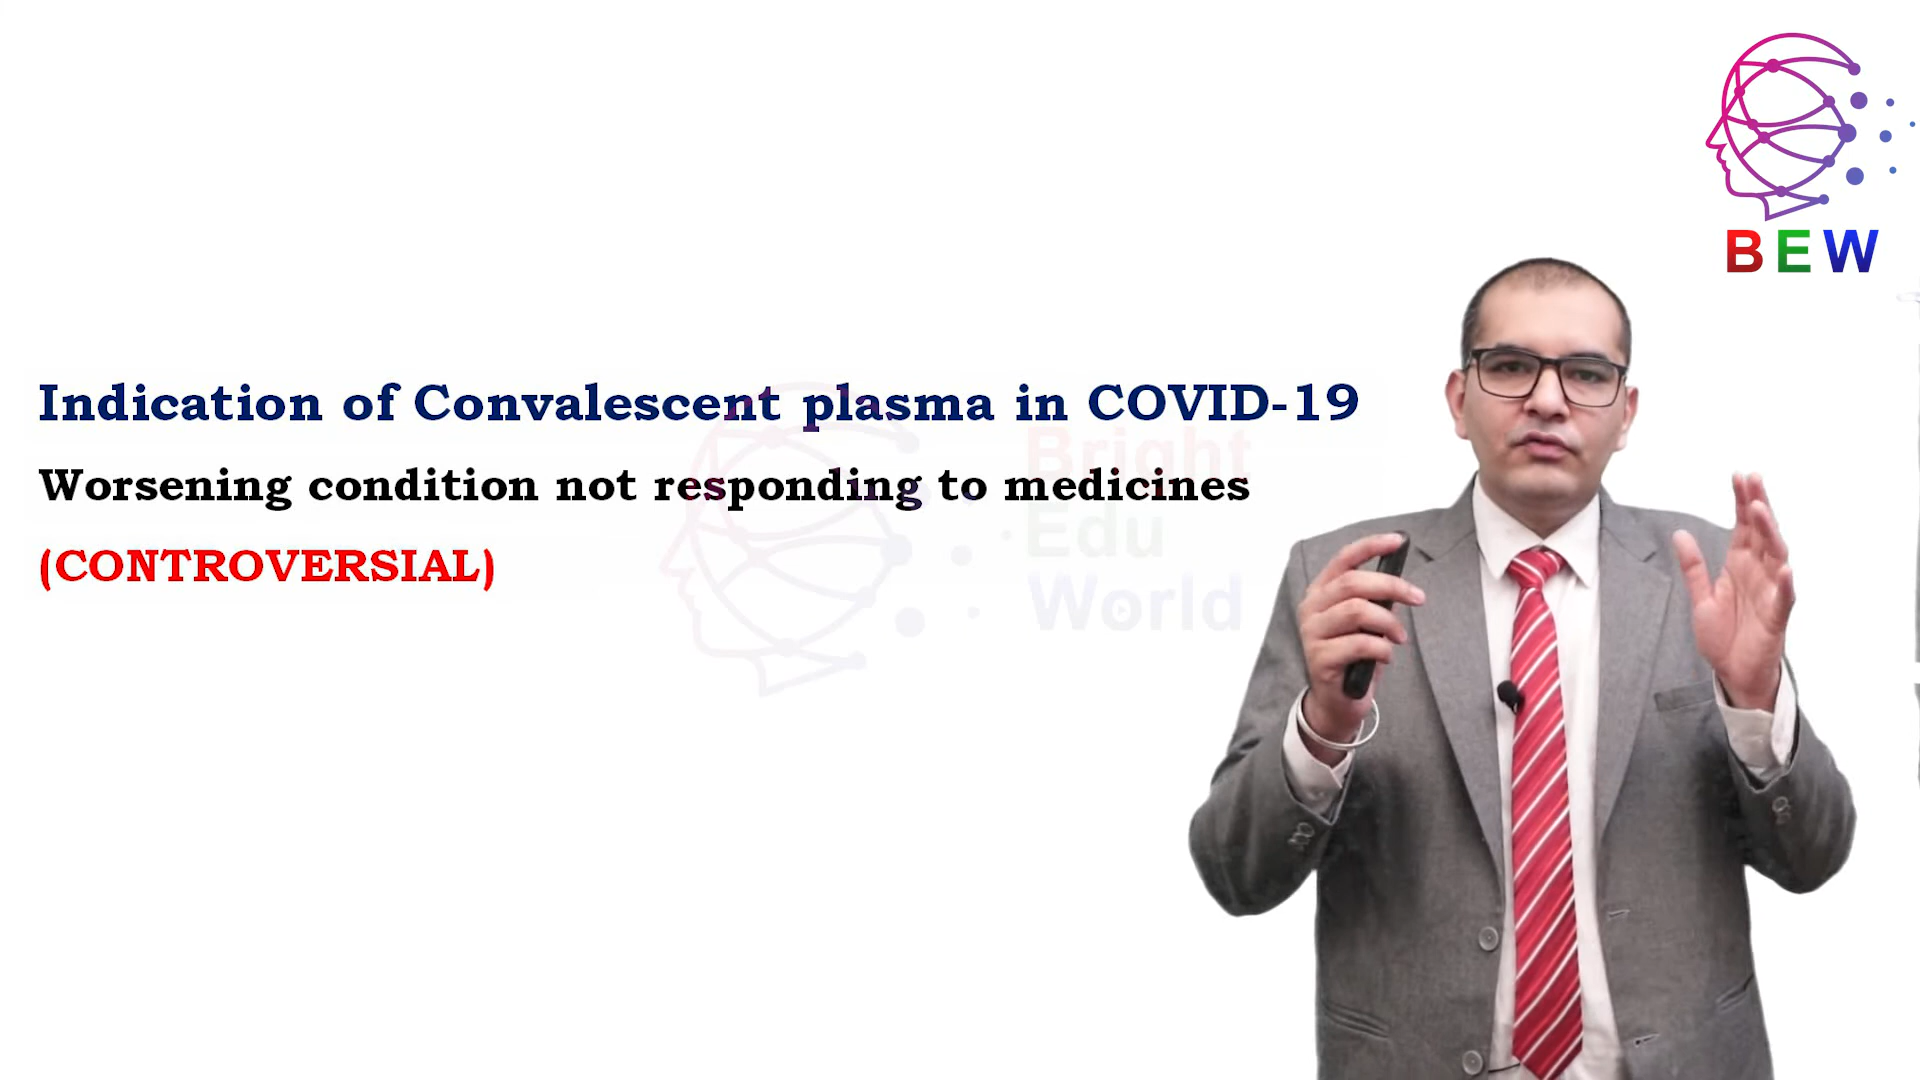 BEW
Indication of Convalescent plasma in COVID-19
Worsening condition not responding to medicines
(CONTROVERSIAL)
Bright
Edu
World